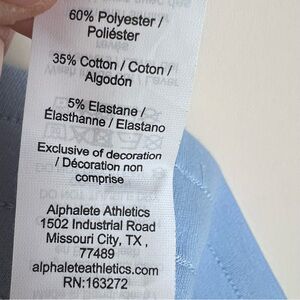 60% Polyester /
Poliéster
35% Cotton / Coton /
Algodón
5% Elastane /
Élasthanne / Elastano
Exclusive of decoration
/ Décoration non
comprise
Alphalete Athletics
1502 Industrial Road
Missouri City, TX ,
77489
alphaleteathletics.com
RN:163272